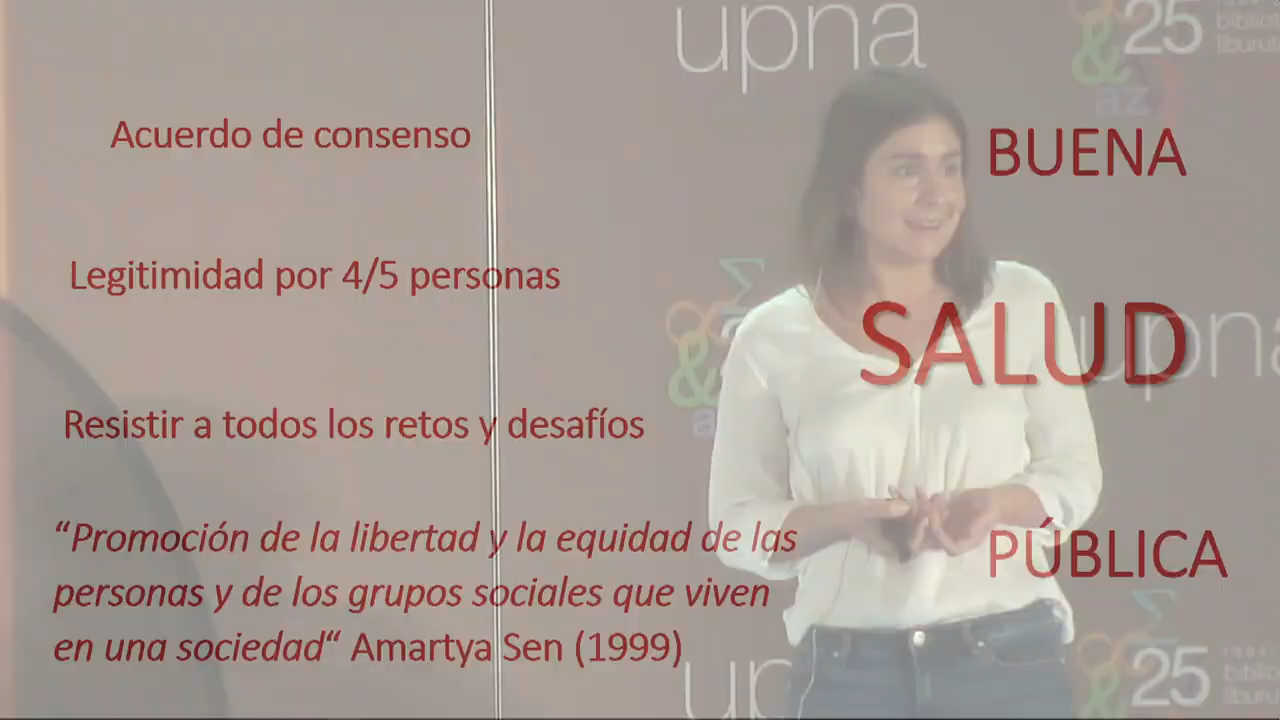 upna
25
Acuerdo de consenso
BUENA
Legitimidad por 4/5 personas
SALUD
upna
Resistir a todos los retos y desafíos
"Promoción de la libertad y la equidad de las
personas y de los grupos sociales que viven
en una sociedad" Amartya Sen (1999)
PÚBLICA
25